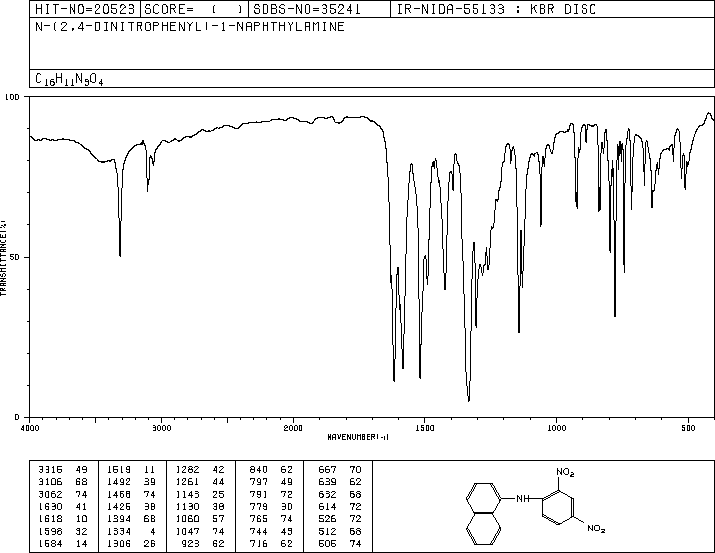 HIT-NO=20523 SCORE= ( ) SDBS-NO=35241 IR-NIDA-55133 : KBR DISC
N-(2,4-DINITROPHENYL)-1-NAPHTHYLAMINE
C16H11N3O4
100
50
0
TRANSMITTANCE(%)
4000 3000 2000 1500 1000 500
WAVENUMBER(-1)
3315 49 1519 11 1282 42 840 62 667 70
3106 68 1492 39 1261 44 797 49 639 62
3062 74 1468 74 1143 25 791 72 632 68
1630 41 1425 38 1130 38 779 30 614 72
1618 10 1394 68 1060 57 765 74 526 72
1598 32 1334 4 1047 74 744 43 512 68
1584 14 1306 26 923 62 716 62 505 74
NO2
NH
NO2